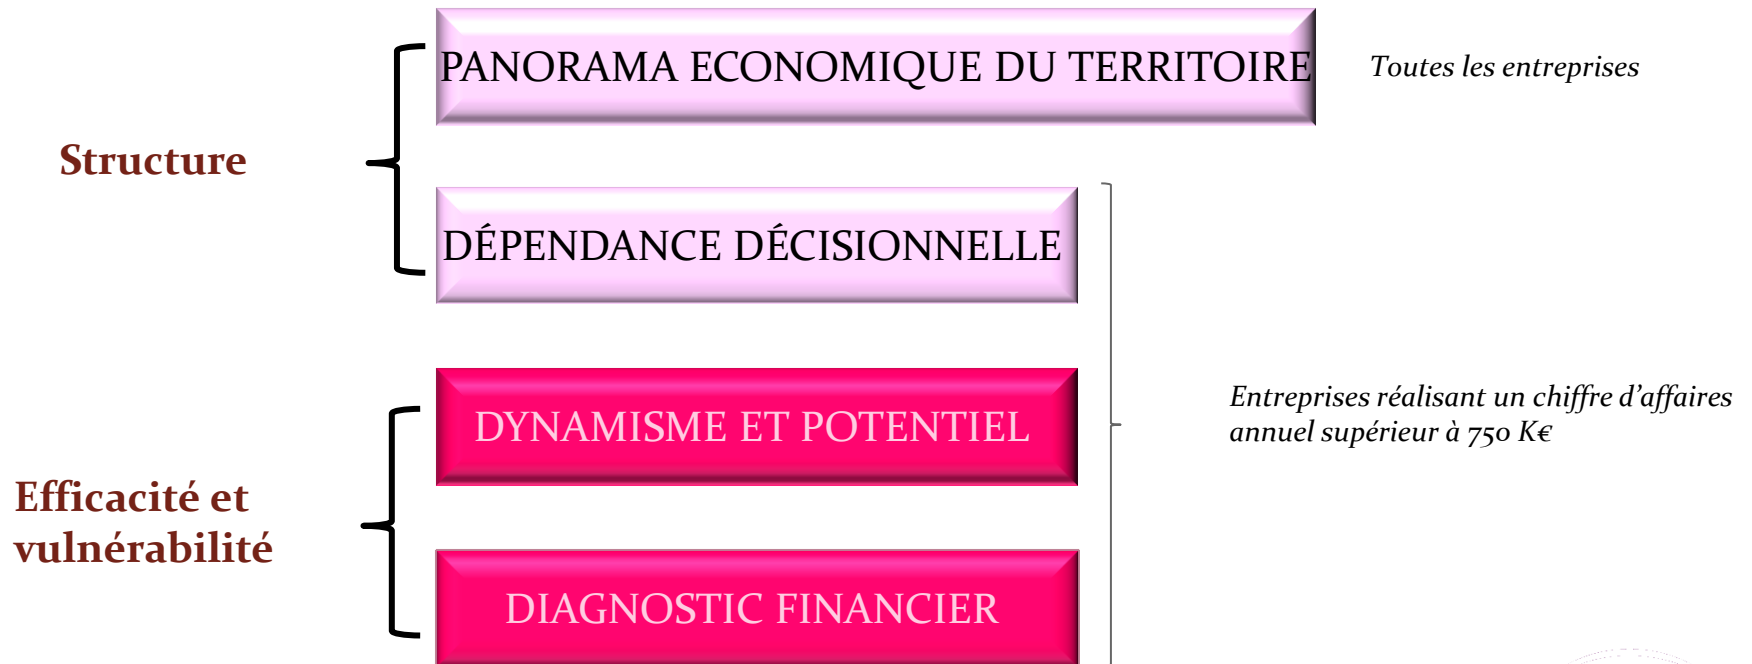 PANORAMA ECONOMIQUE DU TERRITOIRE
Toutes les entreprises
Structure
DÉPENDANCE DÉCISIONNELLE
DYNAMISME ET POTENTIEL
Entreprises réalisant un chiffre d'affaires
annuel supérieur à 750 K€
Efficacité et
vulnérabilité
DIAGNOSTIC FINANCIER